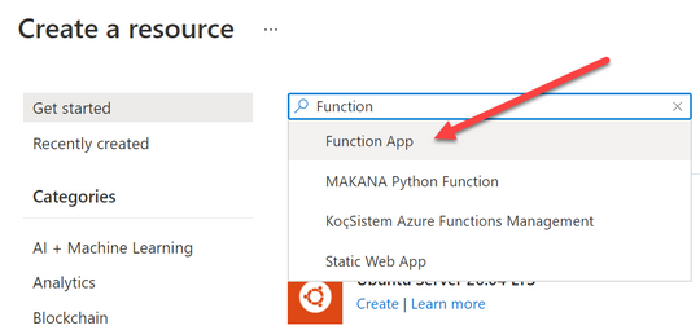 Create a resource ...
Get started
Recently created
Categories
AI + Machine Learning
Analytics
Blockchain
Function
Function App
MAKANA Python Function
KoçSistem Azure Functions Management
Static Web App
Create | Learn more